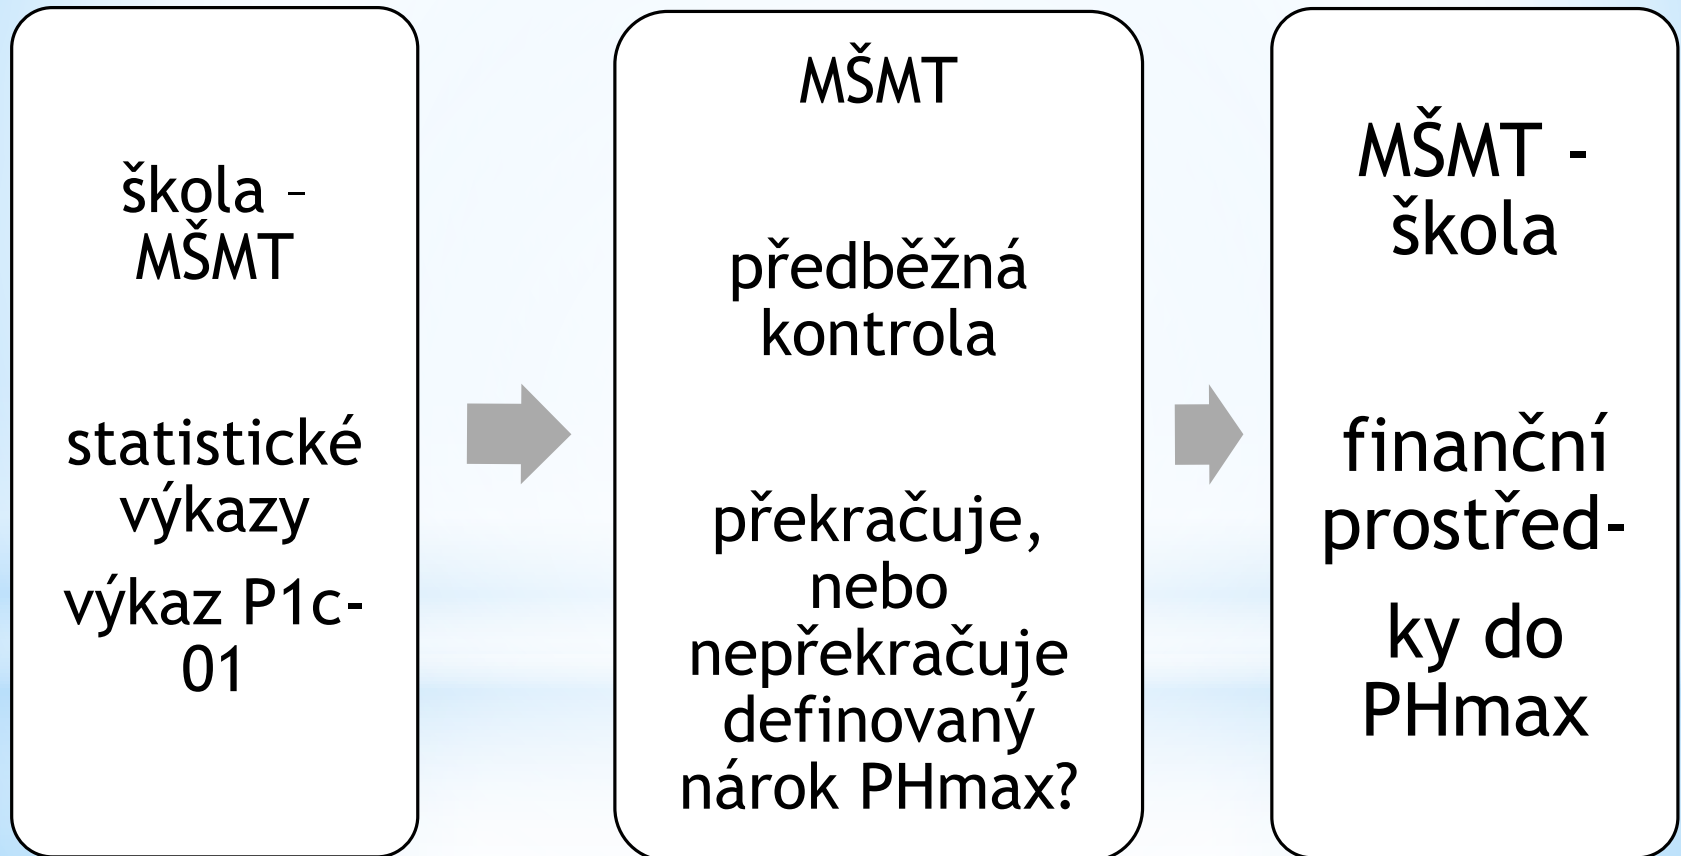 škola –
MŠMT
statistické
výkazy
výkaz P1c-
01
MŠMT
předběžná
kontrola
překračuje,
nebo
nepřekračuje
definovaný
nárok PHmax?
MŠMT -
škola
finanční
prostřed-
ky do
PHmax